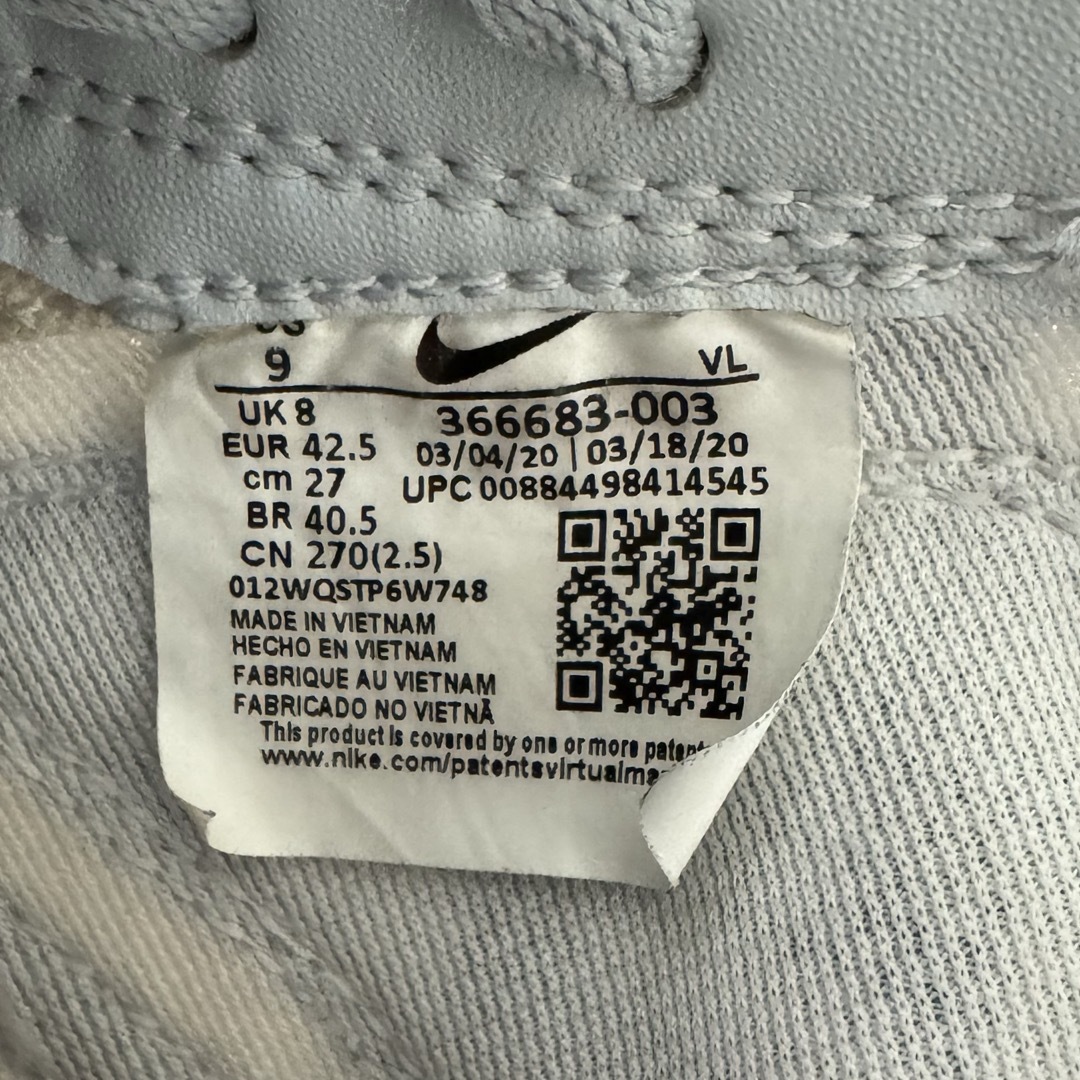 9
VL
UK 8
366683-003
EUR 42.5
03/04/20 | 03/18/20
cm 27
UPC 00884498414545
BR 40.5
CN 270(2.5)
012WQSTP6W748
MADE IN VIETNAM
HECHO EN VIETNAM
FABRIQUE AU VIETNAM
FABRICADO NO VIETNÃ
This product is covered by one or more
www.nike.com/patentsvirtualma